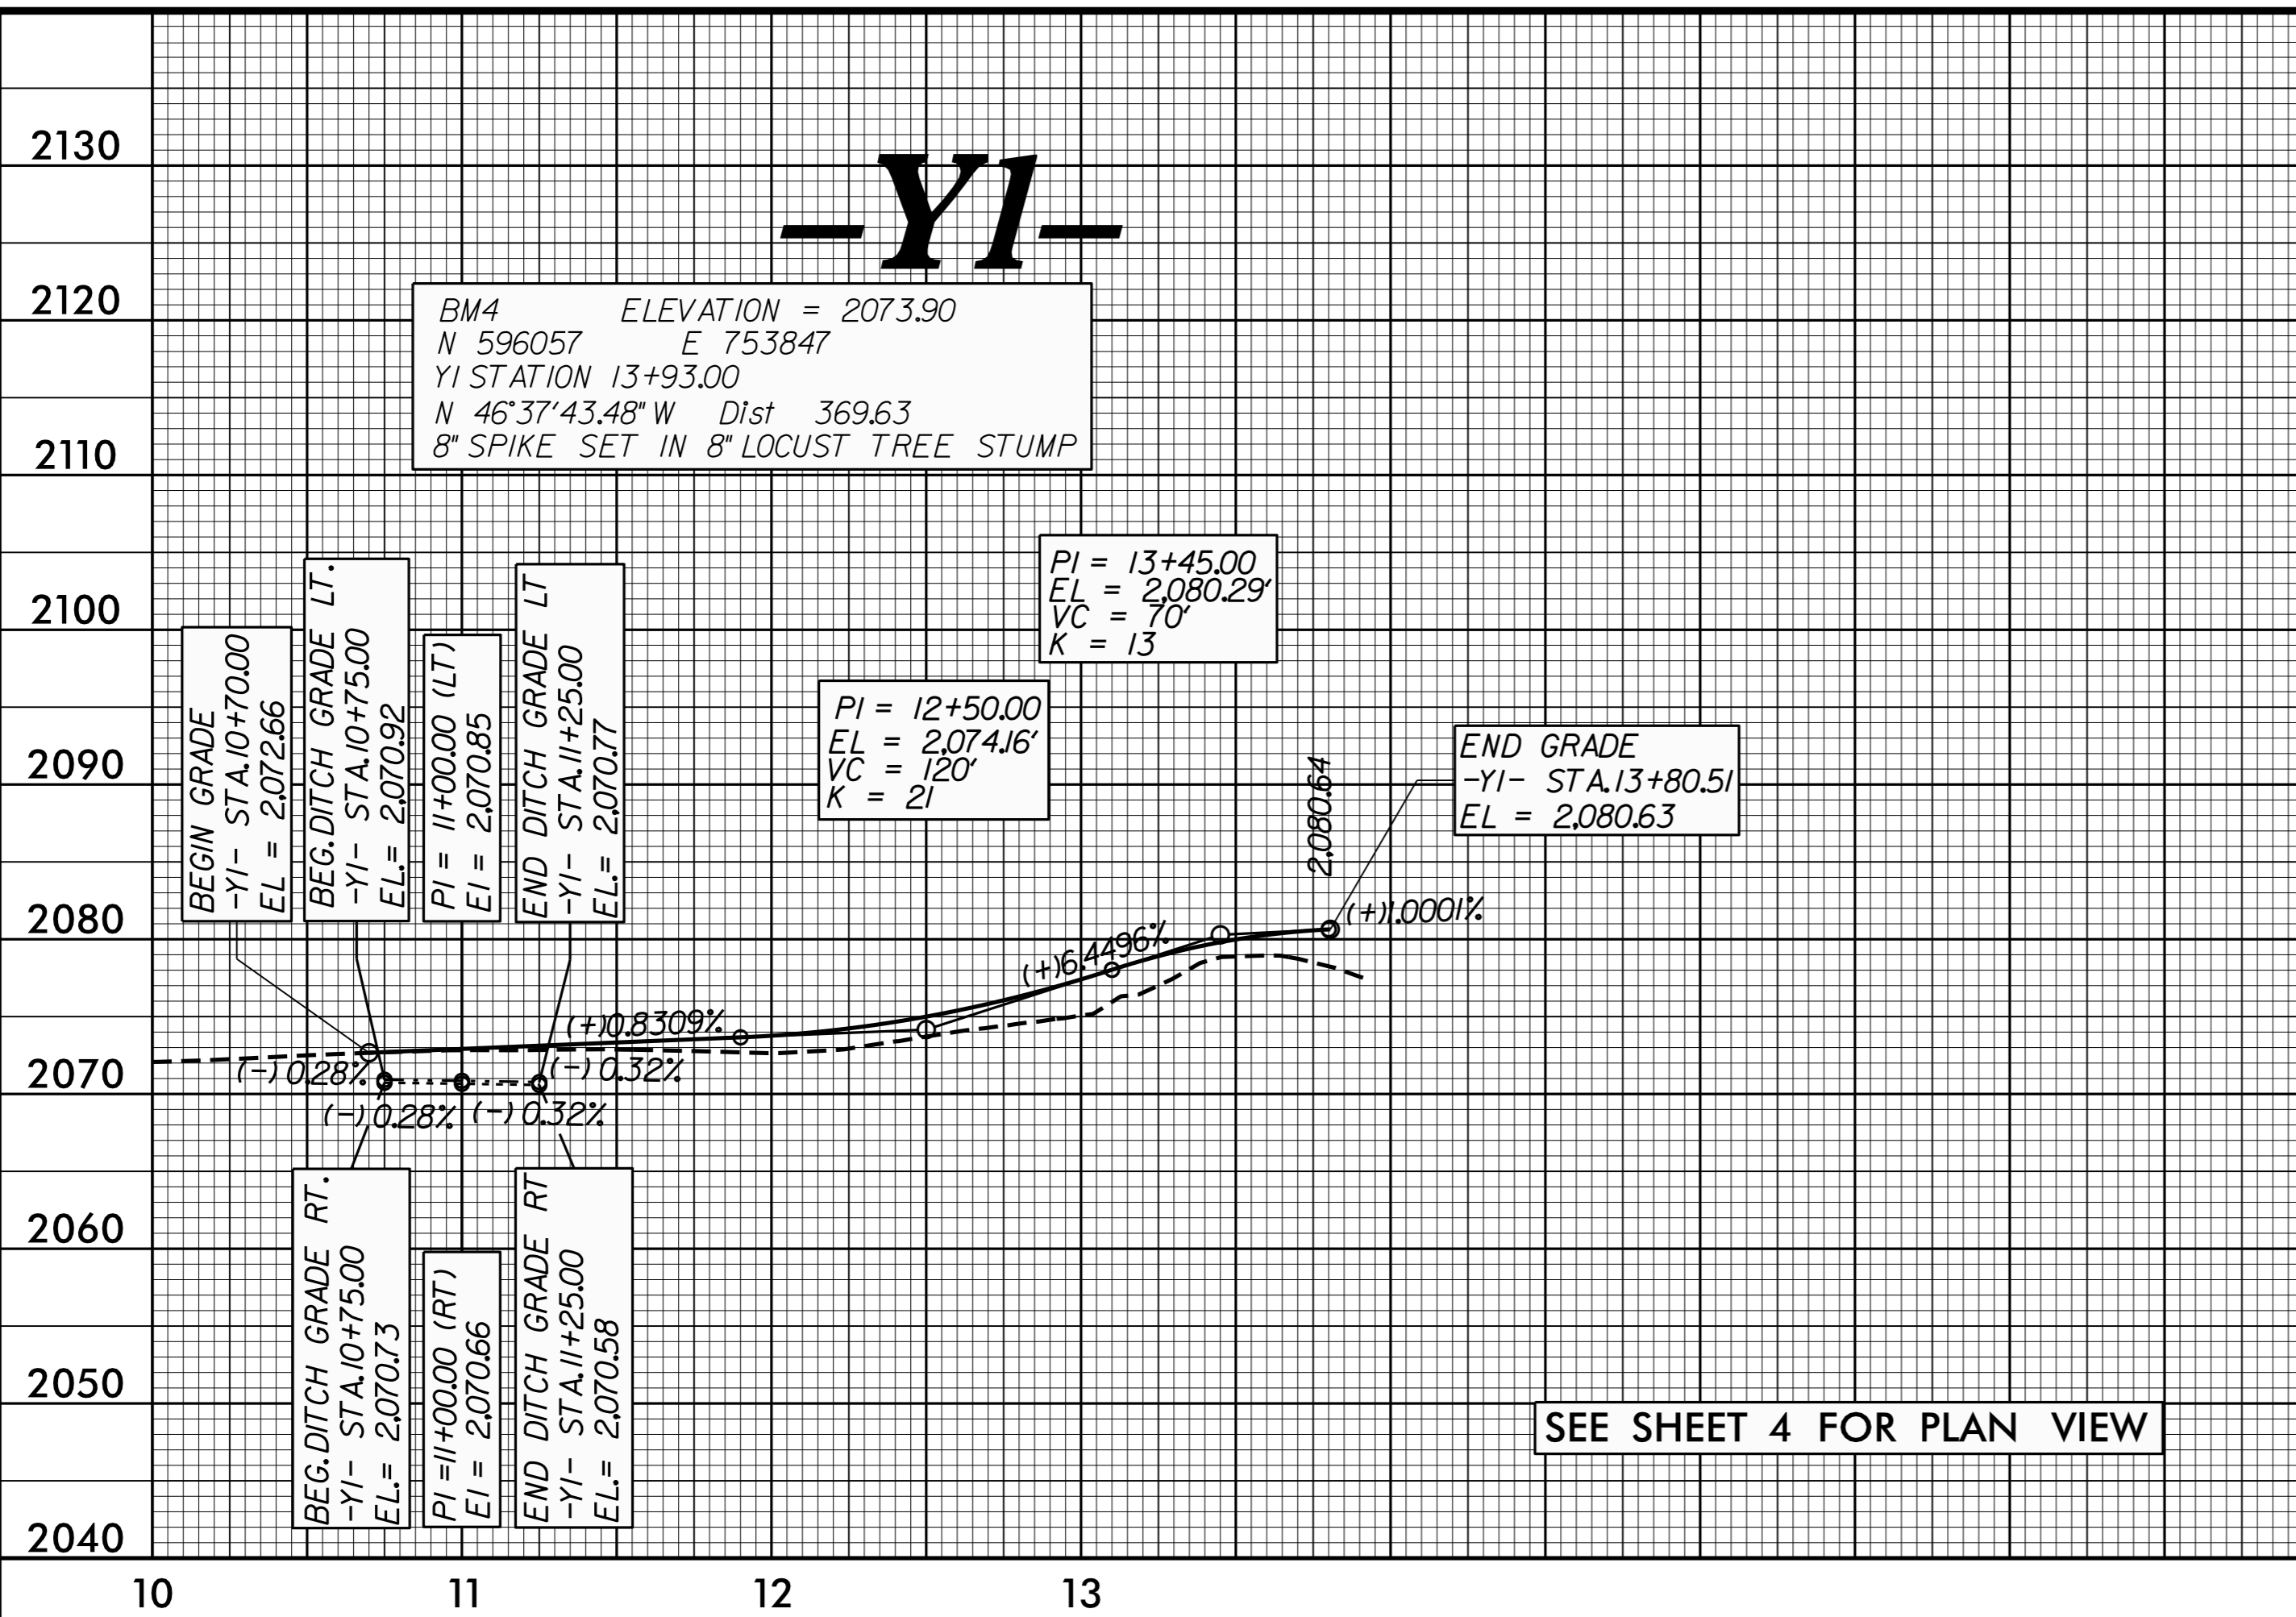 -Y1-
2130
2120
2110
2100
2090
2080
2070
2060
2050
2040
BM4 ELEVATION = 2073.90
N 596057 E 753847
Y1 STATION 13+93.00
N 46°37'43.48" W Dist 369.63
8" SPIKE SET IN 8" LOCUST TREE STUMP
PI = 13+45.00
EL = 2,080.29'
VC = 70'
K = 13
PI = 12+50.00
EL = 2,074.16'
VC = 120'
K = 21
BEGIN GRADE
-Y1- STA.10+70.00
EL = 2,072.66
BEG.DITCH GRADE LT.
-Y1- STA.10+75.00
EL.= 2,070.92
PI = 11+00.00 (LT)
El = 2,070.85
END DITCH GRADE LT
-Y1- STA.11+25.00
EL.= 2,070.77
2,080.64
END GRADE
-Y1- STA.13+80.51
EL = 2,080.63
(+)1.0001%
(+)6.4496%
(+)0.8309%
(-) 0.28%
(-) 0.32%
(-) 0.28%
(-) 0.32%
BEG.DITCH GRADE RT.
-Y1- STA.10+75.00
EL.= 2,070.73
PI =11+00.00 (RT)
El = 2,070.66
END DITCH GRADE RT
-Y1- STA.11+25.00
EL.= 2,070.58
SEE SHEET 4 FOR PLAN VIEW
10 11 12 13